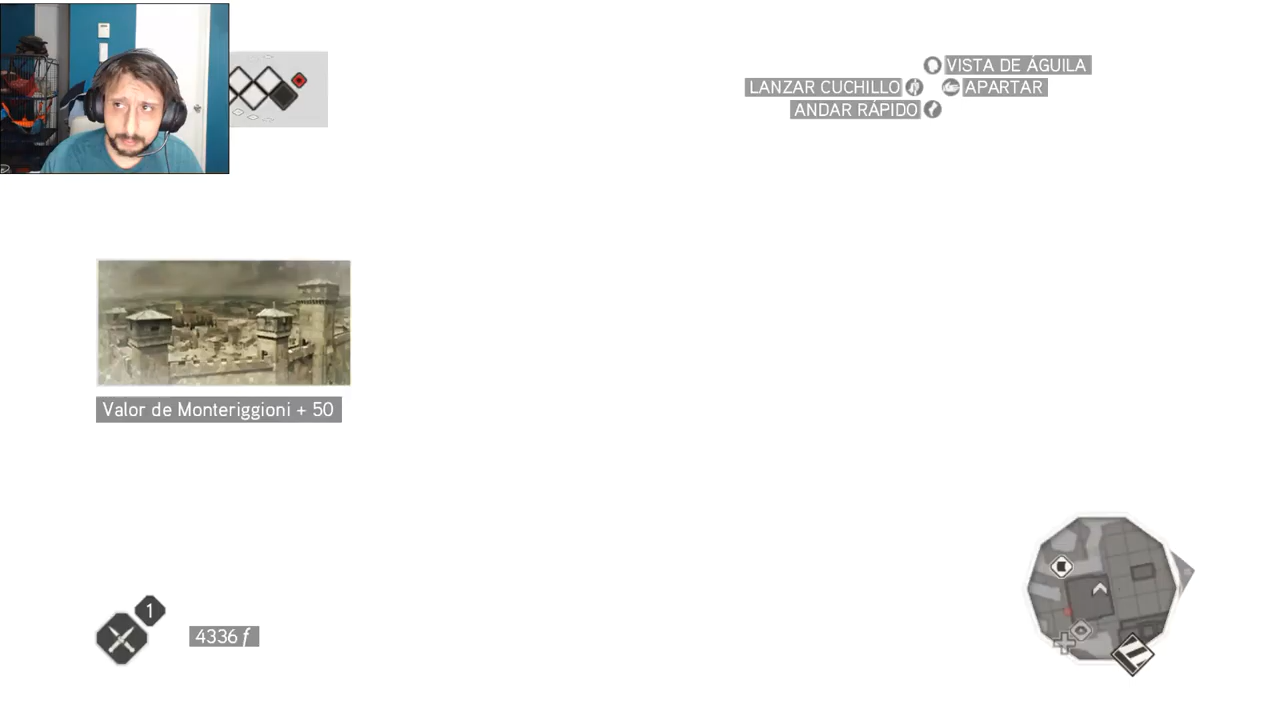 VISTA DE ÁGUILA
LANZAR CUCHILLO
APARTAR
ANDAR RÁPIDO
Valor de Monteriggioni + 50
1
4336 f